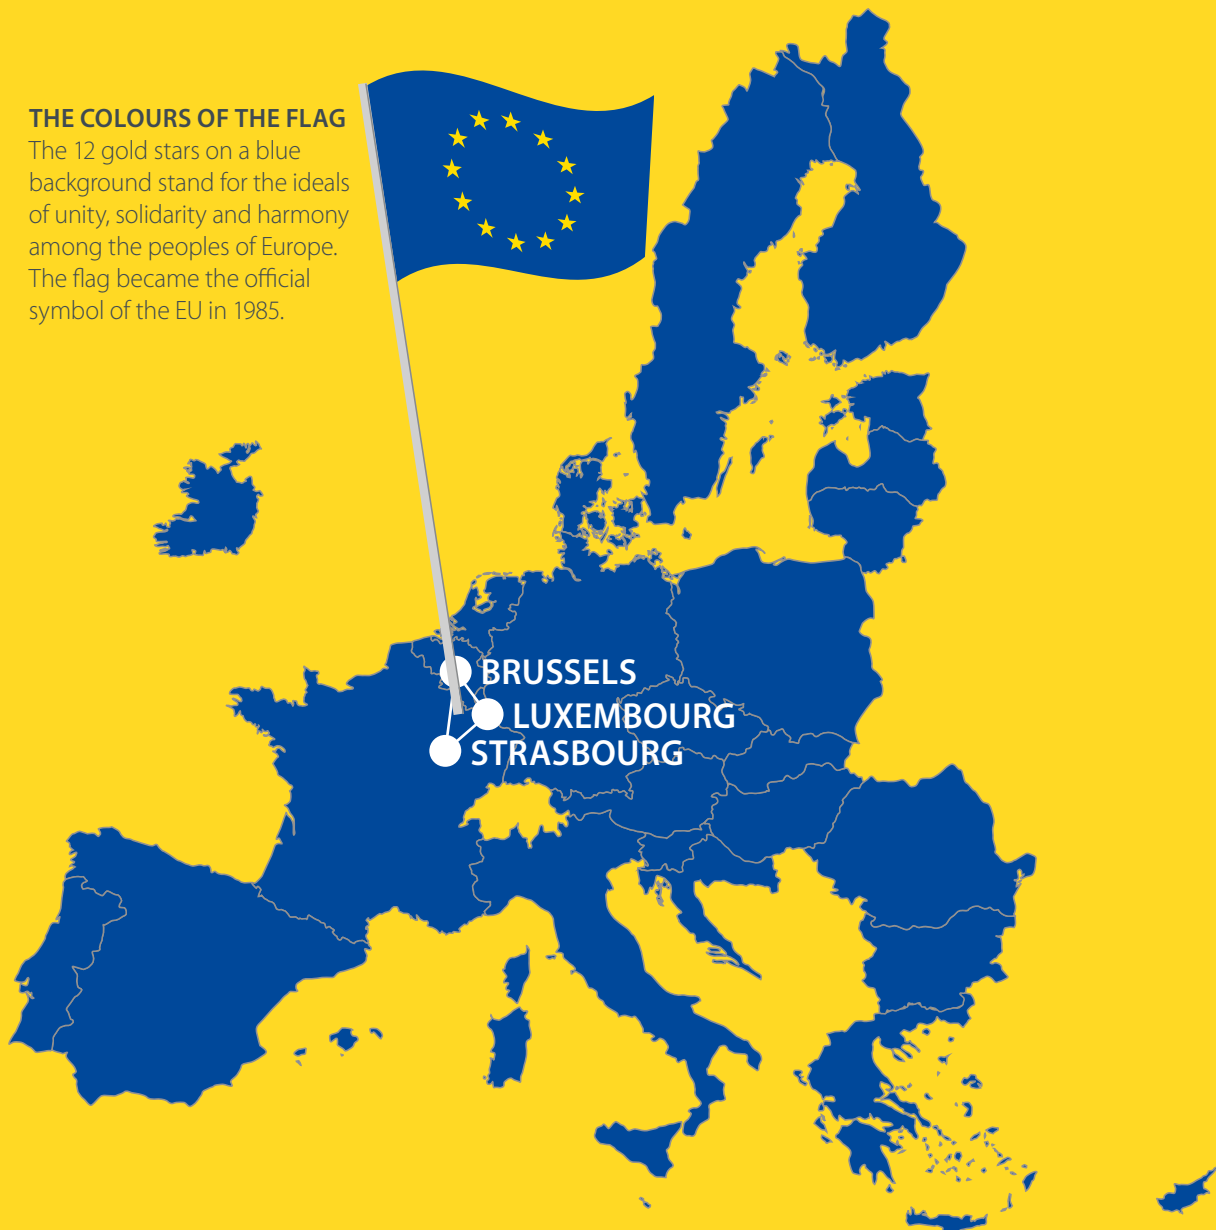 THE COLOURS OF THE FLAG
The 12 gold stars on a blue
background stand for the ideals
of unity, solidarity and harmony
among the peoples of Europe.
The flag became the official
symbol of the EU in 1985.
BRUSSELS
LUXEMBOURG
STRASBOURG